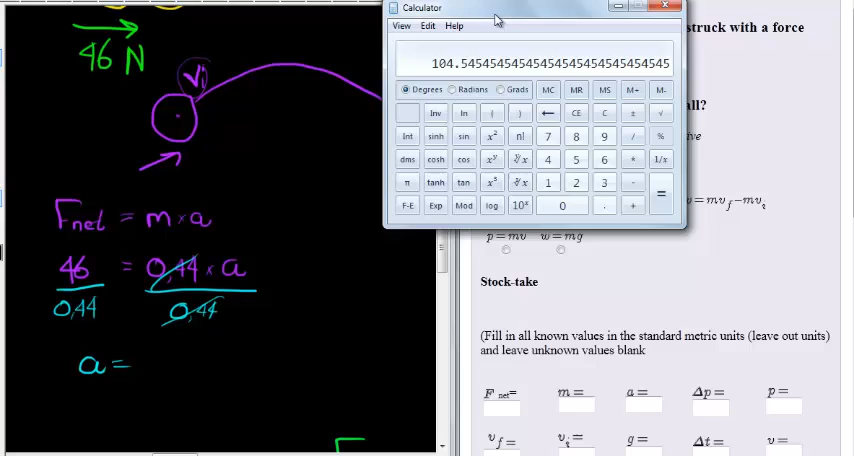 46 N
V
Fnet = m × a
46 = 0,44 × a
0,44 0,44
a =
Calculator
View Edit Help
104.54545454545454545454545454545
Degrees Radians Grads MC MR MS M+ M-
Inv ln ( ) ← CE C ± √
Int sinh sin x² n! 7 8 9 / %
dms cosh cos xʸ ʸ√x 4 5 6 * 1/x
π tanh tan x³ ³√x 1 2 3 - =
F-E Exp Mod log 10ˣ 0 . +
struck with a force
all?
ive
= mv_f − mv_i
p = mv w = mg
Stock-take
(Fill in all known values in the standard metric units (leave out units)
and leave unknown values blank
F net = m = a = Δp = p =
v_f = v_i = g = Δt = v =